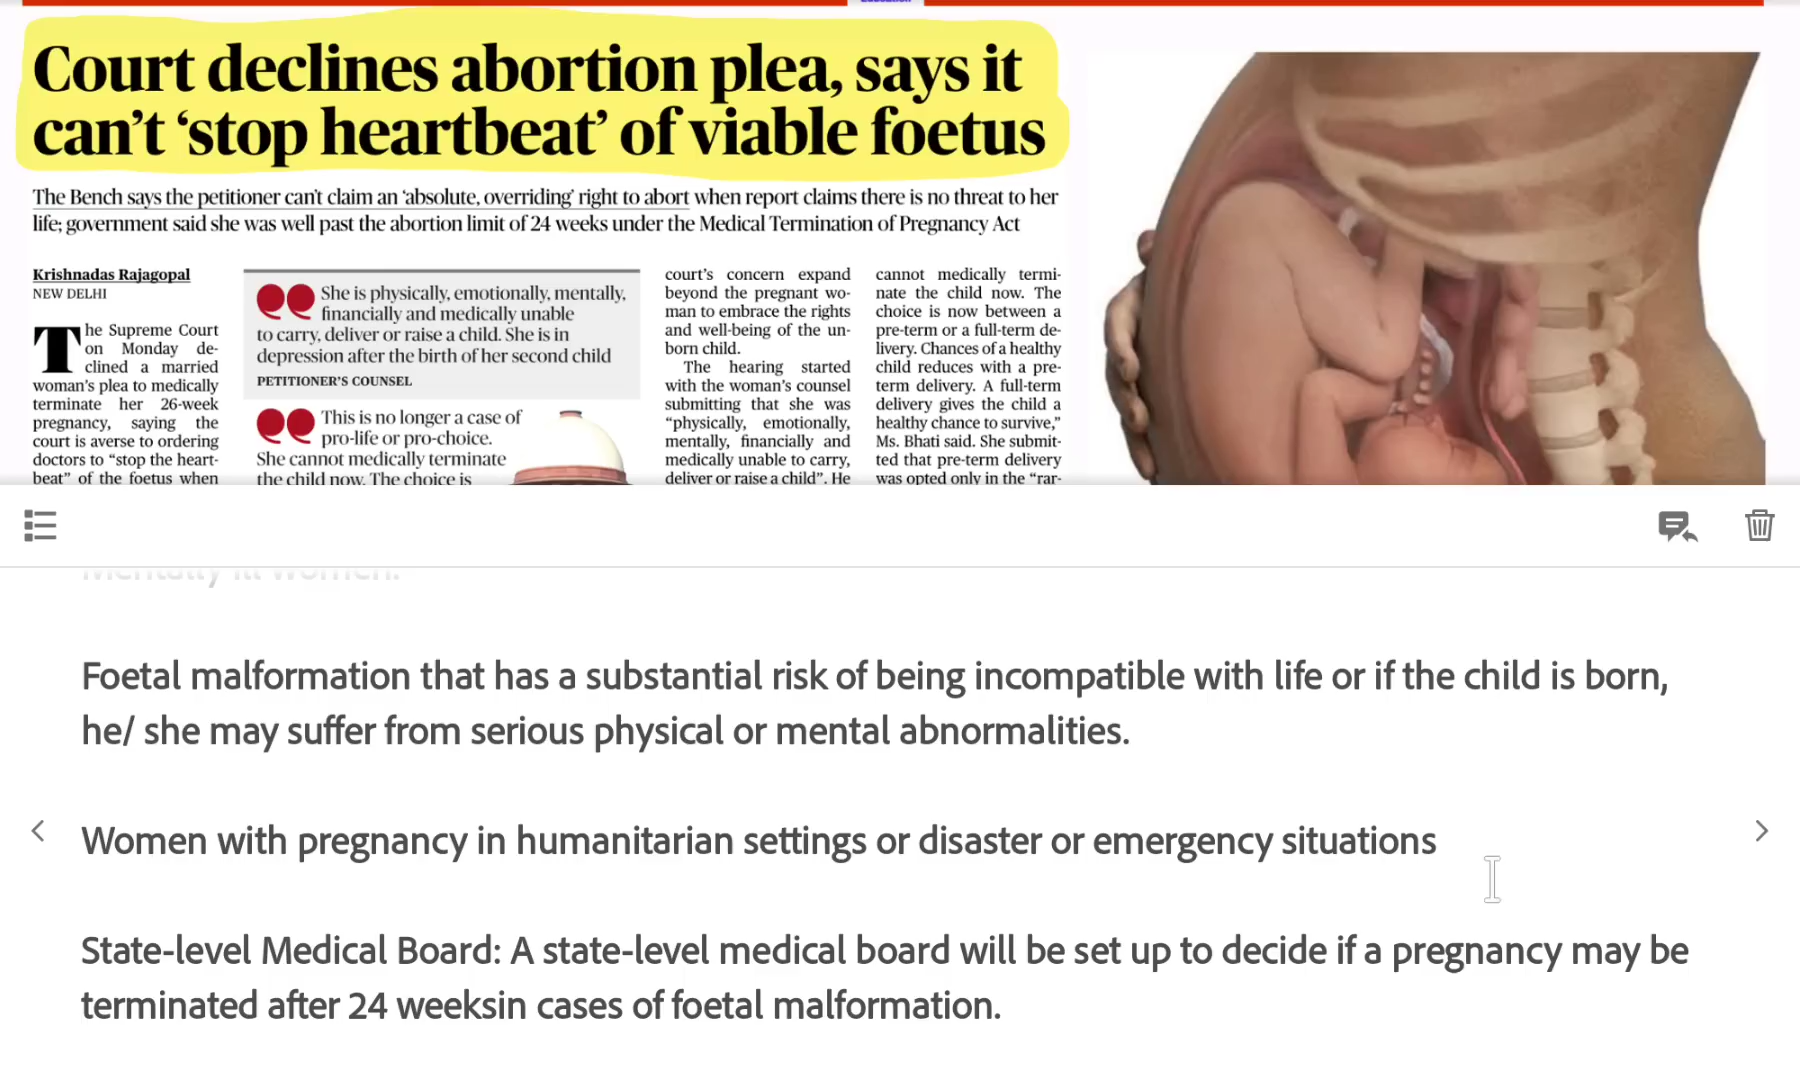 Education
Court declines abortion plea, says it
can't ‘stop heartbeat’ of viable foetus
The Bench says the petitioner can't claim an ‘absolute, overriding’ right to abort when report claims there is no threat to her
life; government said she was well past the abortion limit of 24 weeks under the Medical Termination of Pregnancy Act
Krishnadas Rajagopal
NEW DELHI
The Supreme Court
on Monday de-
clined a married
woman's plea to medically
terminate her 26-week
pregnancy, saying the
court is averse to ordering
doctors to “stop the heart-
beat” of the foetus when
She is physically, emotionally, mentally,
financially and medically unable
to carry, deliver or raise a child. She is in
depression after the birth of her second child
PETITIONER'S COUNSEL
This is no longer a case of
pro-life or pro-choice.
She cannot medically terminate
the child now. The choice is
court's concern expand
beyond the pregnant wo-
man to embrace the rights
and well-being of the un-
born child.
The hearing started
with the woman's counsel
submitting that she was
“physically, emotionally,
mentally, financially and
medically unable to carry,
deliver or raise a child”. He
cannot medically termi-
nate the child now. The
choice is now between a
pre-term or a full-term de-
livery. Chances of a healthy
child reduces with a pre-
term delivery. A full-term
delivery gives the child a
healthy chance to survive,”
Ms. Bhati said. She submit-
ted that pre-term delivery
was opted only in the “rar-
Mentally ill women.
Foetal malformation that has a substantial risk of being incompatible with life or if the child is born,
he/ she may suffer from serious physical or mental abnormalities.
Women with pregnancy in humanitarian settings or disaster or emergency situations
State-level Medical Board: A state-level medical board will be set up to decide if a pregnancy may be
terminated after 24 weeksin cases of foetal malformation.